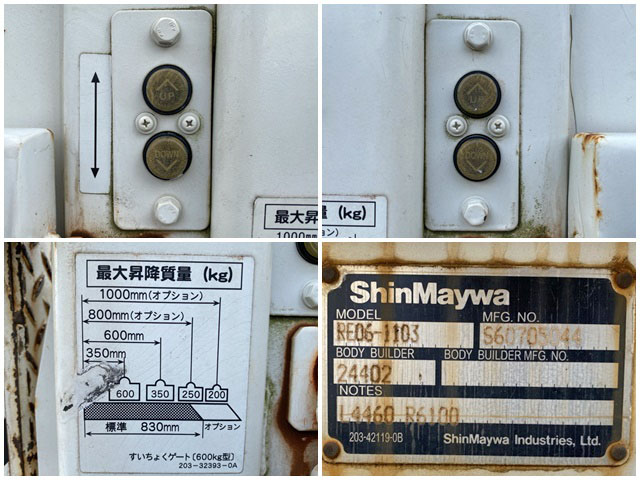 UP
DOWN
最大昇
1000mm
UP
DOWN
量 (kg)
ン)
最大昇降質量 (kg)
1000mm(オプション)
800mm(オプション)
600mm
350mm
600 350 250 200
標準 830mm オプション
すいちょくゲート〔600kg型〕
203-32393-0A
ShinMaywa
MODEL MFG. NO.
RE06-1103
BODY BUILDER BODY BUILDER MFG NO.
24402
NOTES
L4460 R6100
203-42119-0B ShinMaywa Industries, Ltd.